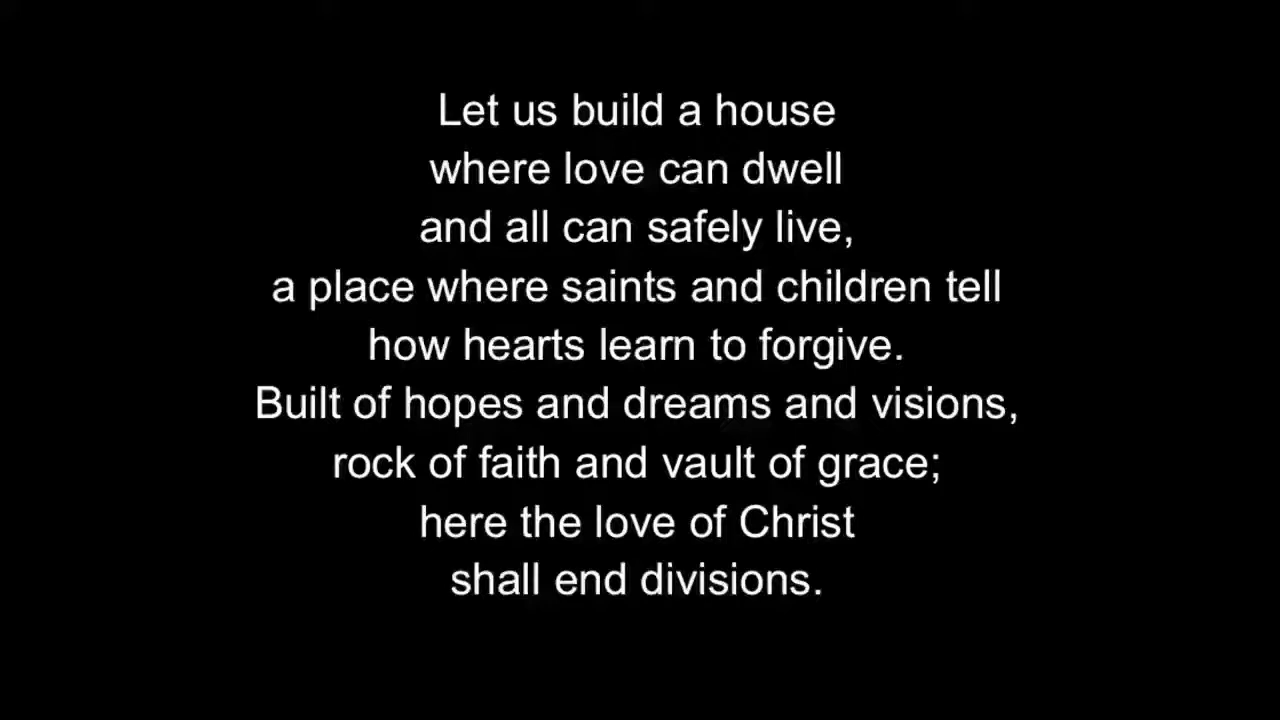 Let us build a house
where love can dwell
and all can safely live,
a place where saints and children tell
how hearts learn to forgive.
Built of hopes and dreams and visions,
rock of faith and vault of grace;
here the love of Christ
shall end divisions.